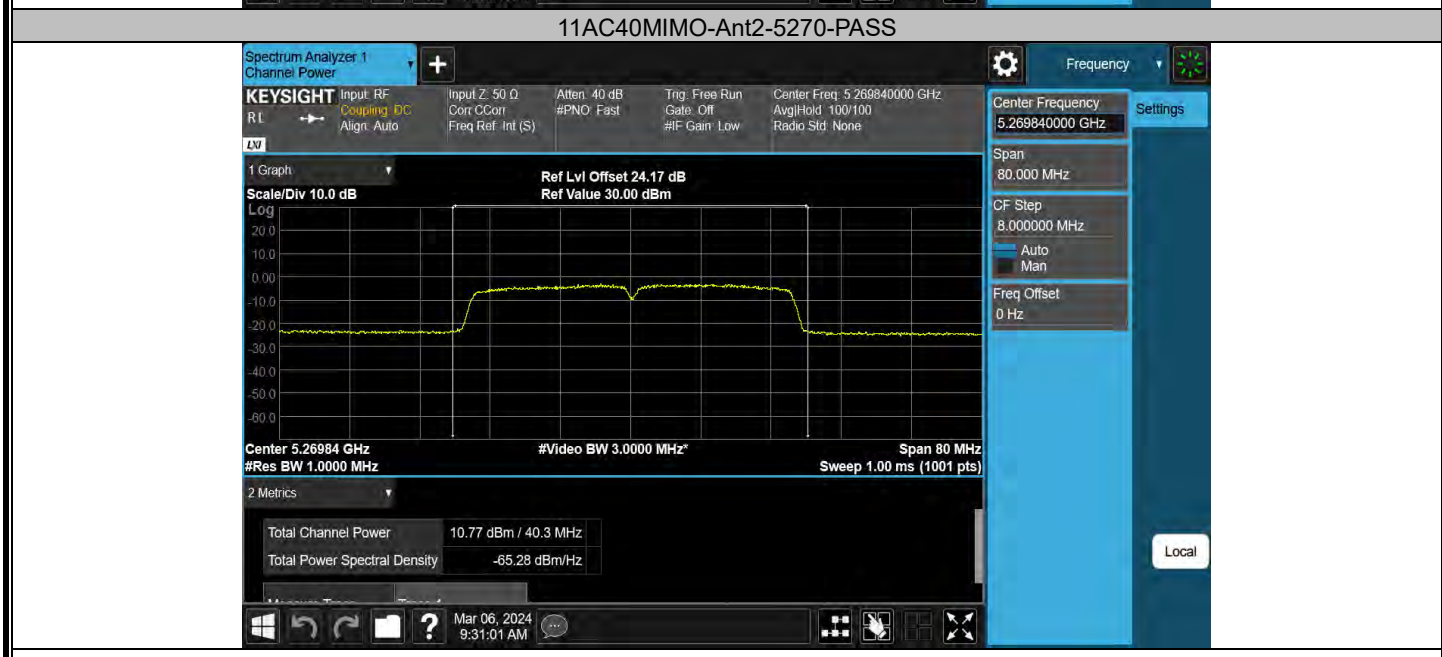 11AC40MIMO-Ant2-5270-PASS
Spectrum Analyzer 1
Channel Power
Frequency
KEYSIGHT
RL
LXI
Input: RF
Coupling: DC
Align: Auto
Input Z: 50 Ω
Corr CCorr
Freq Ref: Int (S)
Atten: 40 dB
#PNO: Fast
Trig: Free Run
Gate: Off
#IF Gain: Low
Center Freq: 5.269840000 GHz
Avg|Hold: 100/100
Radio Std: None
Center Frequency
5.269840000 GHz
Settings
Span
80.000 MHz
CF Step
8.000000 MHz
Auto
Man
Freq Offset
0 Hz
1 Graph
Ref Lvl Offset 24.17 dB
Scale/Div 10.0 dB
Ref Value 30.00 dBm
Log
20.0
10.0
0.00
-10.0
-20.0
-30.0
-40.0
-50.0
-60.0
Center 5.26984 GHz
#Video BW 3.0000 MHz*
Span 80 MHz
#Res BW 1.0000 MHz
Sweep 1.00 ms (1001 pts)
2 Metrics
Total Channel Power 10.77 dBm / 40.3 MHz
Total Power Spectral Density -65.28 dBm/Hz
Local
?
Mar 06, 2024
9:31:01 AM